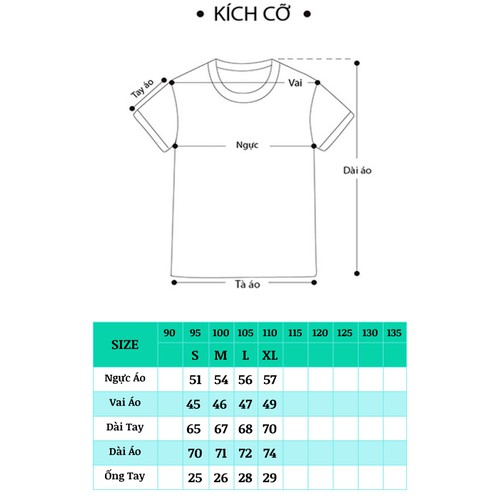 • KÍCH CỠ •
Tay áo
Vai
Ngực
Dài áo
Tà áo
SIZE 90 95 100 105 110 115 120 125 130 135
S M L XL
Ngực Áo 51 54 56 57
Vai Áo 45 46 47 49
Dài Tay 65 67 68 70
Dài Áo 70 71 72 74
Ống Tay 25 26 28 29